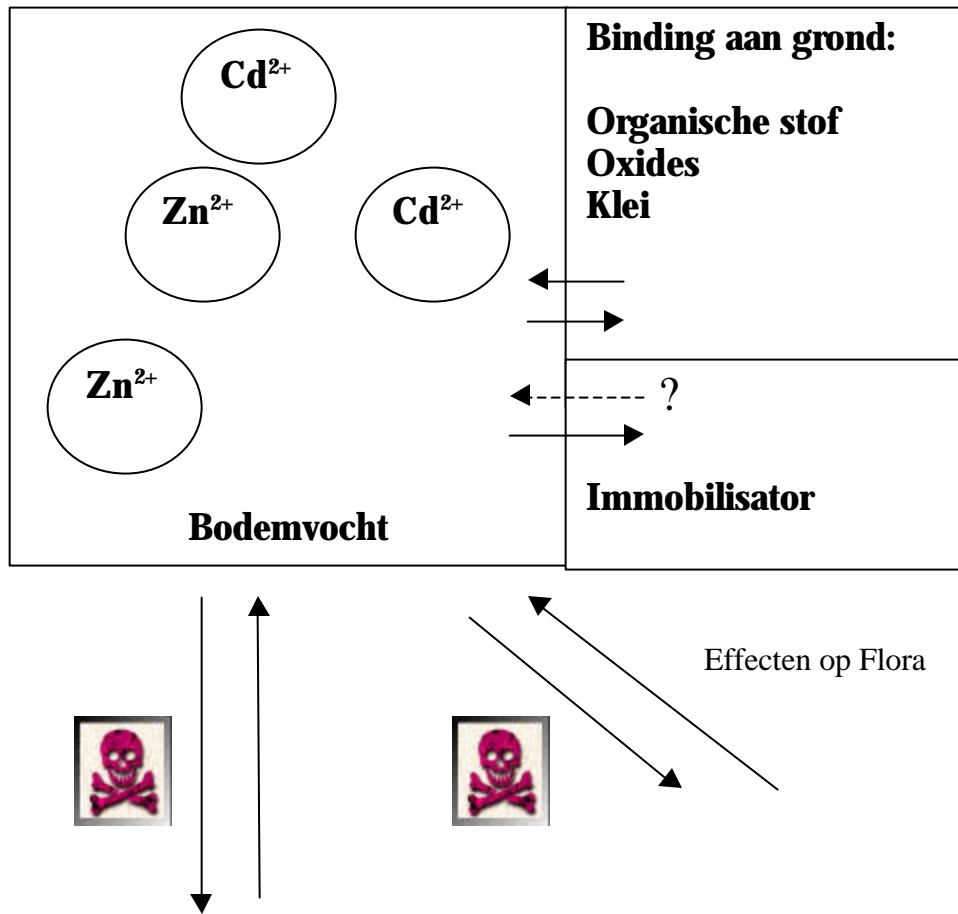 Cd²⁺
Zn²⁺
Cd²⁺
Zn²⁺
Bodemvocht
Binding aan grond:
Organische stof
Oxides
Klei
?
Immobilisator
Effecten op Flora